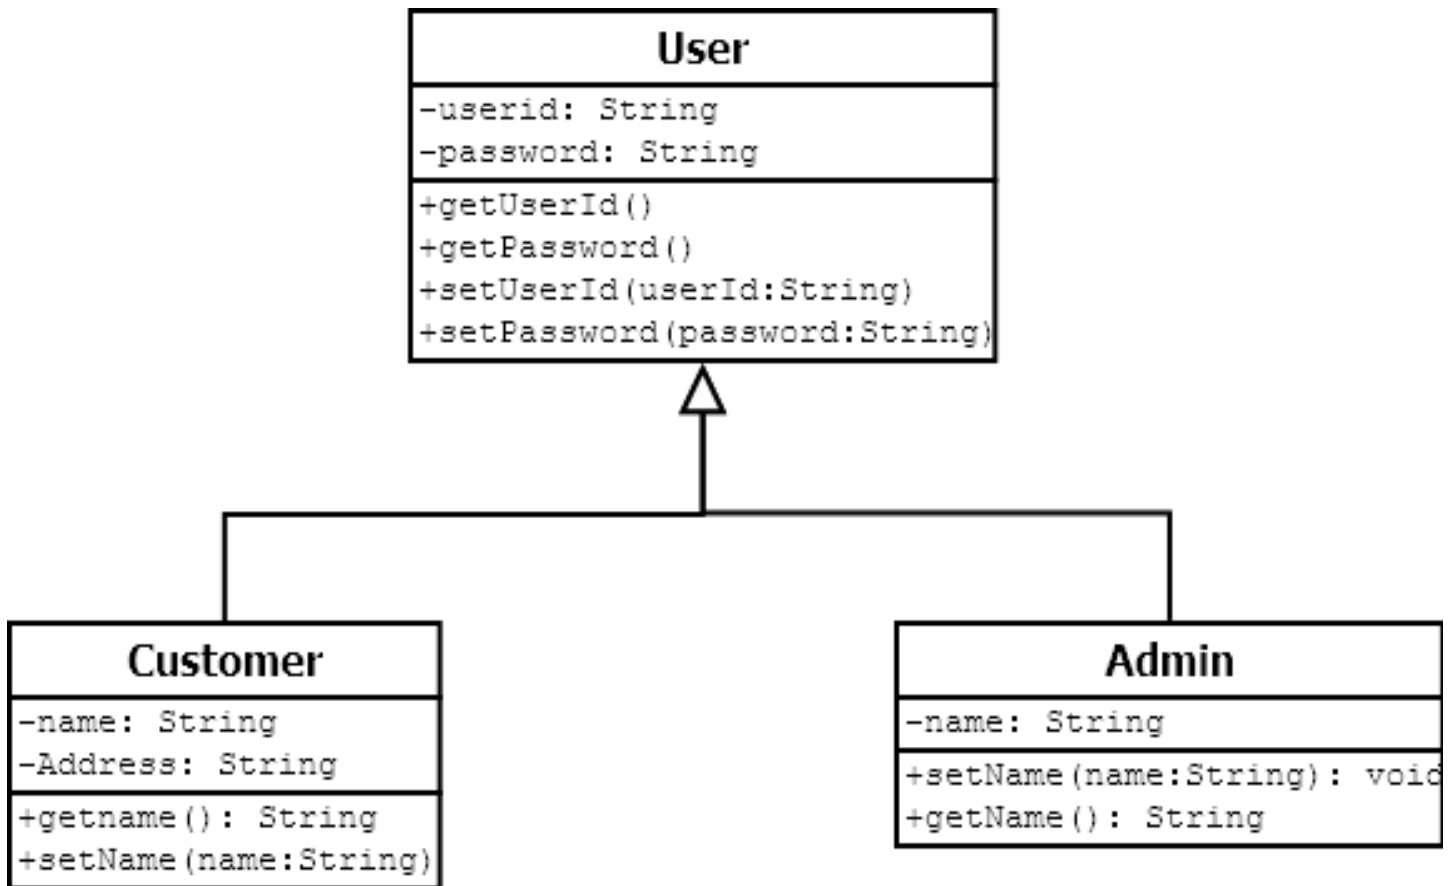 User
-userid: String
-password: String
+getUserId()
+getPassword()
+setUserId(userId:String)
+setPassword(password:String)
Customer
-name: String
-Address: String
+getname(): String
+setName(name:String)
Admin
-name: String
+setName(name:String): void
+getName(): String